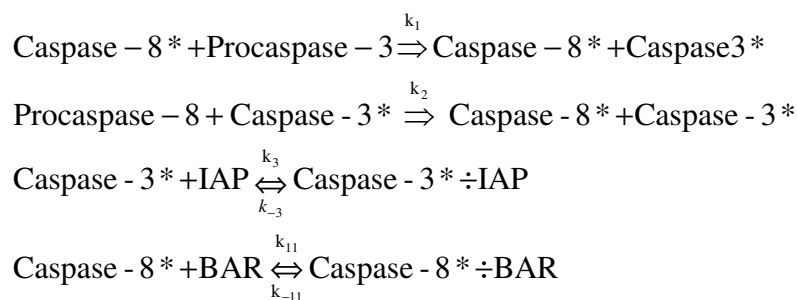 Caspase − 8 * +Procaspase − 3 k₁ ⇒ Caspase − 8 * +Caspase3 *
Procaspase − 8 + Caspase - 3 * k₂ ⇒ Caspase - 8 * +Caspase - 3 *
Caspase - 3 * +IAP k₃ ⇔ k₋₃ Caspase - 3 * ÷IAP
Caspase - 8 * +BAR k₁₁ ⇔ k₋₁₁ Caspase - 8 * ÷BAR